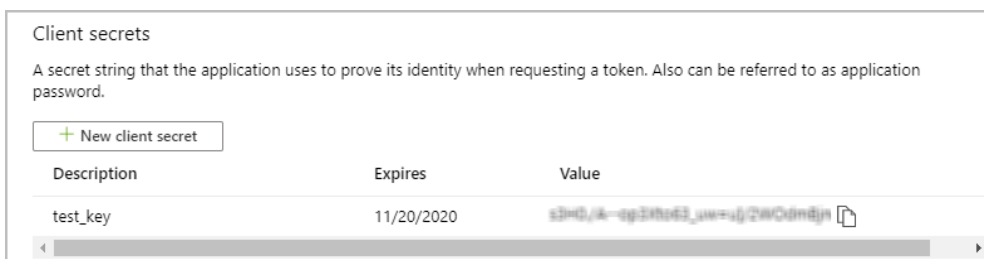 Client secrets
A secret string that the application uses to prove its identity when requesting a token. Also can be referred to as application
password.
+ New client secret
Description Expires Value
test_key 11/20/2020